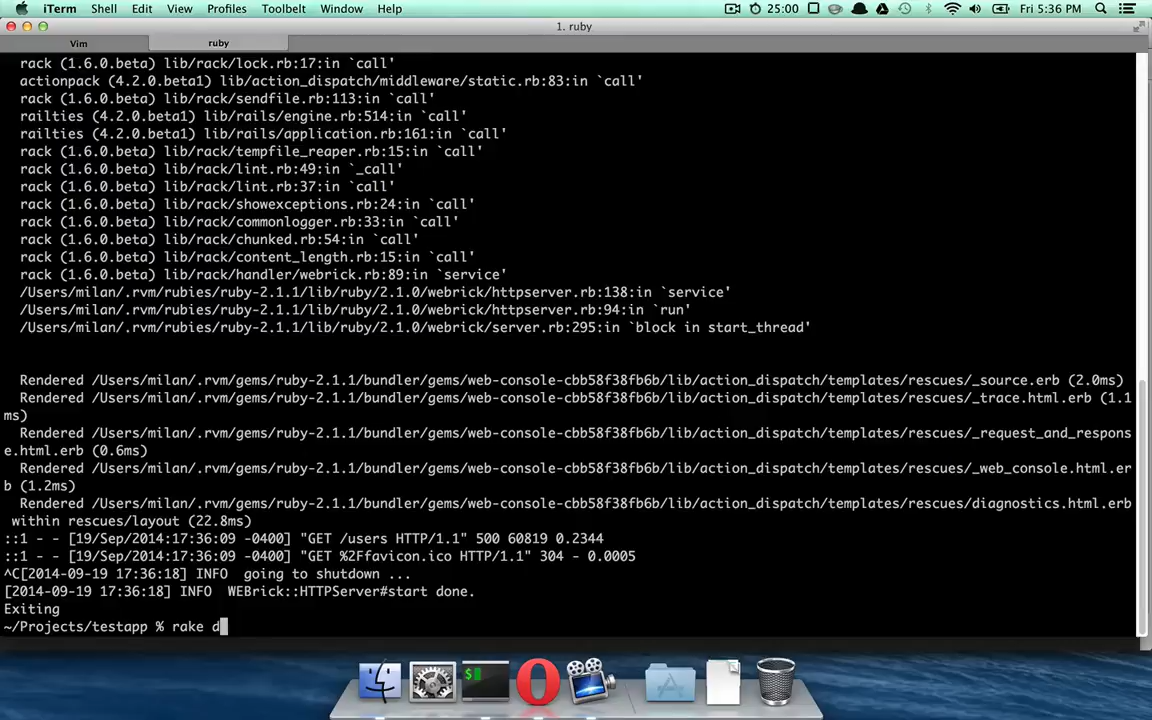 iTerm Shell Edit View Profiles Toolbelt Window Help 25:00 Fri 5:36 PM
1. ruby
Vim ruby
rack (1.6.0.beta) lib/rack/lock.rb:17:in `call'
actionpack (4.2.0.beta1) lib/action_dispatch/middleware/static.rb:83:in `call'
rack (1.6.0.beta) lib/rack/sendfile.rb:113:in `call'
railties (4.2.0.beta1) lib/rails/engine.rb:514:in `call'
railties (4.2.0.beta1) lib/rails/application.rb:161:in `call'
rack (1.6.0.beta) lib/rack/tempfile_reaper.rb:15:in `call'
rack (1.6.0.beta) lib/rack/lint.rb:49:in `_call'
rack (1.6.0.beta) lib/rack/lint.rb:37:in `call'
rack (1.6.0.beta) lib/rack/showexceptions.rb:24:in `call'
rack (1.6.0.beta) lib/rack/commonlogger.rb:33:in `call'
rack (1.6.0.beta) lib/rack/chunked.rb:54:in `call'
rack (1.6.0.beta) lib/rack/content_length.rb:15:in `call'
rack (1.6.0.beta) lib/rack/handler/webrick.rb:89:in `service'
/Users/milan/.rvm/rubies/ruby-2.1.1/lib/ruby/2.1.0/webrick/httpserver.rb:138:in `service'
/Users/milan/.rvm/rubies/ruby-2.1.1/lib/ruby/2.1.0/webrick/httpserver.rb:94:in `run'
/Users/milan/.rvm/rubies/ruby-2.1.1/lib/ruby/2.1.0/webrick/server.rb:295:in `block in start_thread'
Rendered /Users/milan/.rvm/gems/ruby-2.1.1/bundler/gems/web-console-cbb58f38fb6b/lib/action_dispatch/templates/rescues/_source.erb (2.0ms)
Rendered /Users/milan/.rvm/gems/ruby-2.1.1/bundler/gems/web-console-cbb58f38fb6b/lib/action_dispatch/templates/rescues/_trace.html.erb (1.1
ms)
Rendered /Users/milan/.rvm/gems/ruby-2.1.1/bundler/gems/web-console-cbb58f38fb6b/lib/action_dispatch/templates/rescues/_request_and_respons
e.html.erb (0.6ms)
Rendered /Users/milan/.rvm/gems/ruby-2.1.1/bundler/gems/web-console-cbb58f38fb6b/lib/action_dispatch/templates/rescues/_web_console.html.er
b (1.2ms)
Rendered /Users/milan/.rvm/gems/ruby-2.1.1/bundler/gems/web-console-cbb58f38fb6b/lib/action_dispatch/templates/rescues/diagnostics.html.erb
within rescues/layout (22.8ms)
::1 - - [19/Sep/2014:17:36:09 -0400] "GET /users HTTP/1.1" 500 60819 0.2344
::1 - - [19/Sep/2014:17:36:09 -0400] "GET %2Ffavicon.ico HTTP/1.1" 304 - 0.0005
^C[2014-09-19 17:36:18] INFO  going to shutdown ...
[2014-09-19 17:36:18] INFO  WEBrick::HTTPServer#start done.
Exiting
~/Projects/testapp % rake d